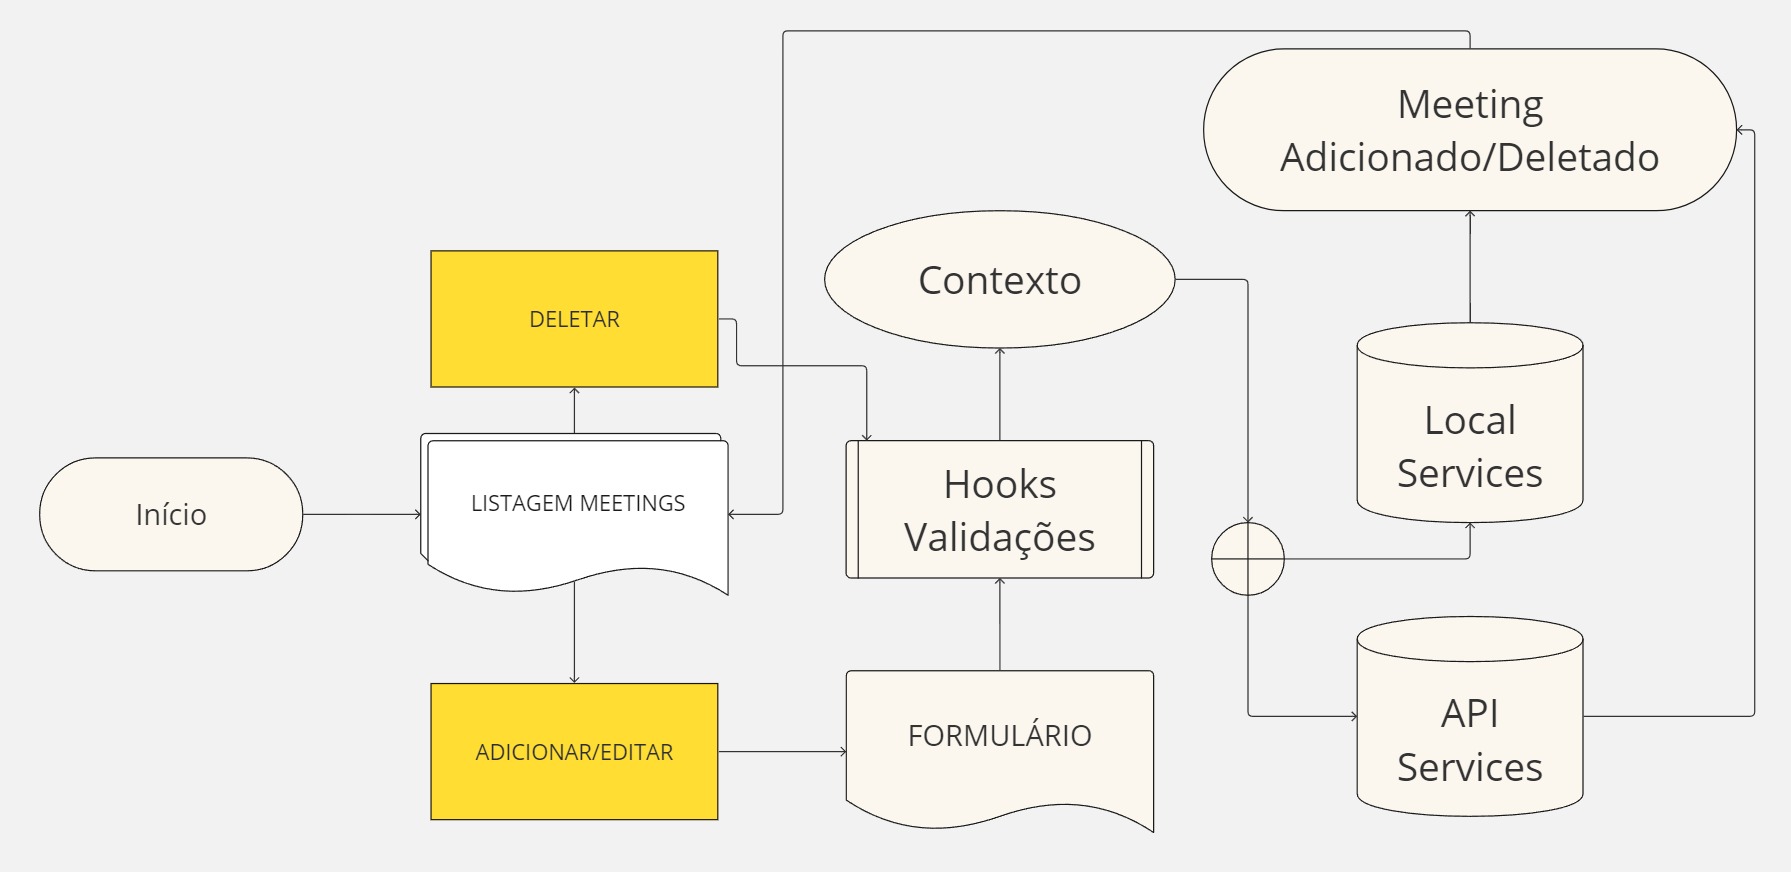 Meeting
Adicionado/Deletado
Contexto
DELETAR
Local
Services
Hooks
Validações
LISTAGEM MEETINGS
Início
API
Services
FORMULÁRIO
ADICIONAR/EDITAR